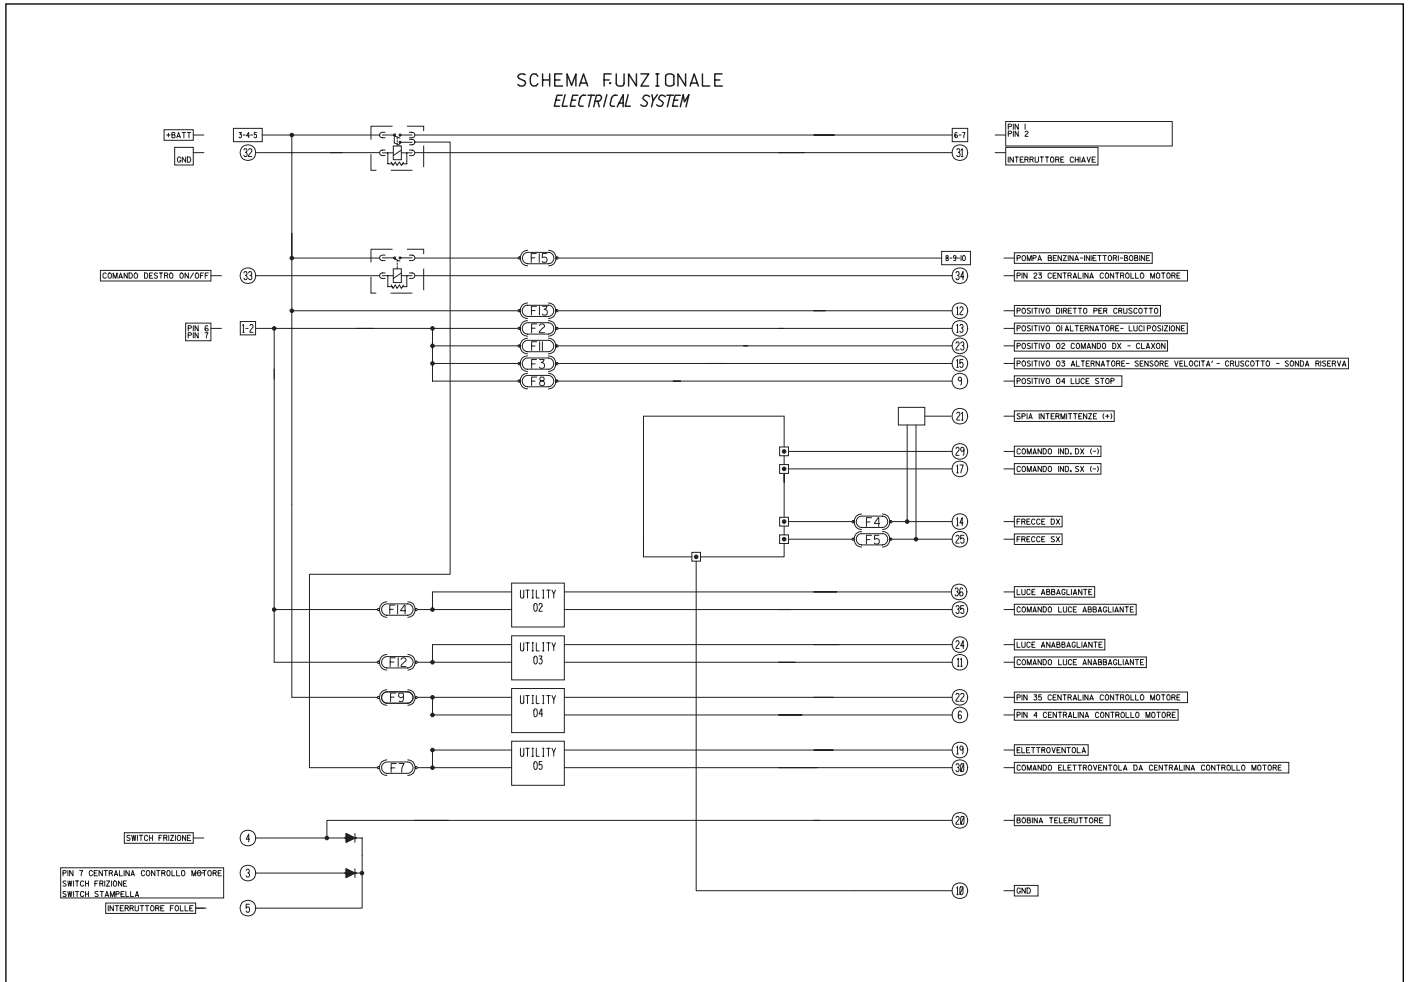 SCHEMA FUNZIONALE
ELECTRICAL SYSTEM
+BATT
3-4-5
6-7
PIN 1
PIN 2
GND
32
31
INTERRUTTORE CHIAVE
F15
8-9-10
POMPA BENZINA-INIETTORI-BOBINE
COMANDO DESTRO ON/OFF
33
34
PIN 23 CENTRALINA CONTROLLO MOTORE
F13
12
POSITIVO DIRETTO PER CRUSCOTTO
PIN 6
PIN 7
1-2
F2
13
POSITIVO 01 ALTERNATORE- LUCI POSIZIONE
F11
23
POSITIVO 02 COMANDO DX - CLAXON
F3
15
POSITIVO 03 ALTERNATORE- SENSORE VELOCITA' - CRUSCOTTO - SONDA RISERVA
F8
9
POSITIVO 04 LUCE STOP
21
SPIA INTERMITTENZE (+)
29
COMANDO IND. DX (-)
17
COMANDO IND. SX (-)
F4
14
FRECCE DX
F5
25
FRECCE SX
UTILITY
02
36
LUCE ABBAGLIANTE
F14
35
COMANDO LUCE ABBAGLIANTE
UTILITY
03
24
LUCE ANABBAGLIANTE
F12
11
COMANDO LUCE ANABBAGLIANTE
F9
UTILITY
04
22
PIN 35 CENTRALINA CONTROLLO MOTORE
6
PIN 4 CENTRALINA CONTROLLO MOTORE
UTILITY
05
19
ELETTROVENTOLA
F7
30
COMANDO ELETTROVENTOLA DA CENTRALINA CONTROLLO MOTORE
20
BOBINA TELERUTTORE
SWITCH FRIZIONE
4
PIN 7 CENTRALINA CONTROLLO MOTORE
SWITCH FRIZIONE
SWITCH STAMPELLA
3
10
GND
INTERRUTTORE FOLLE
5